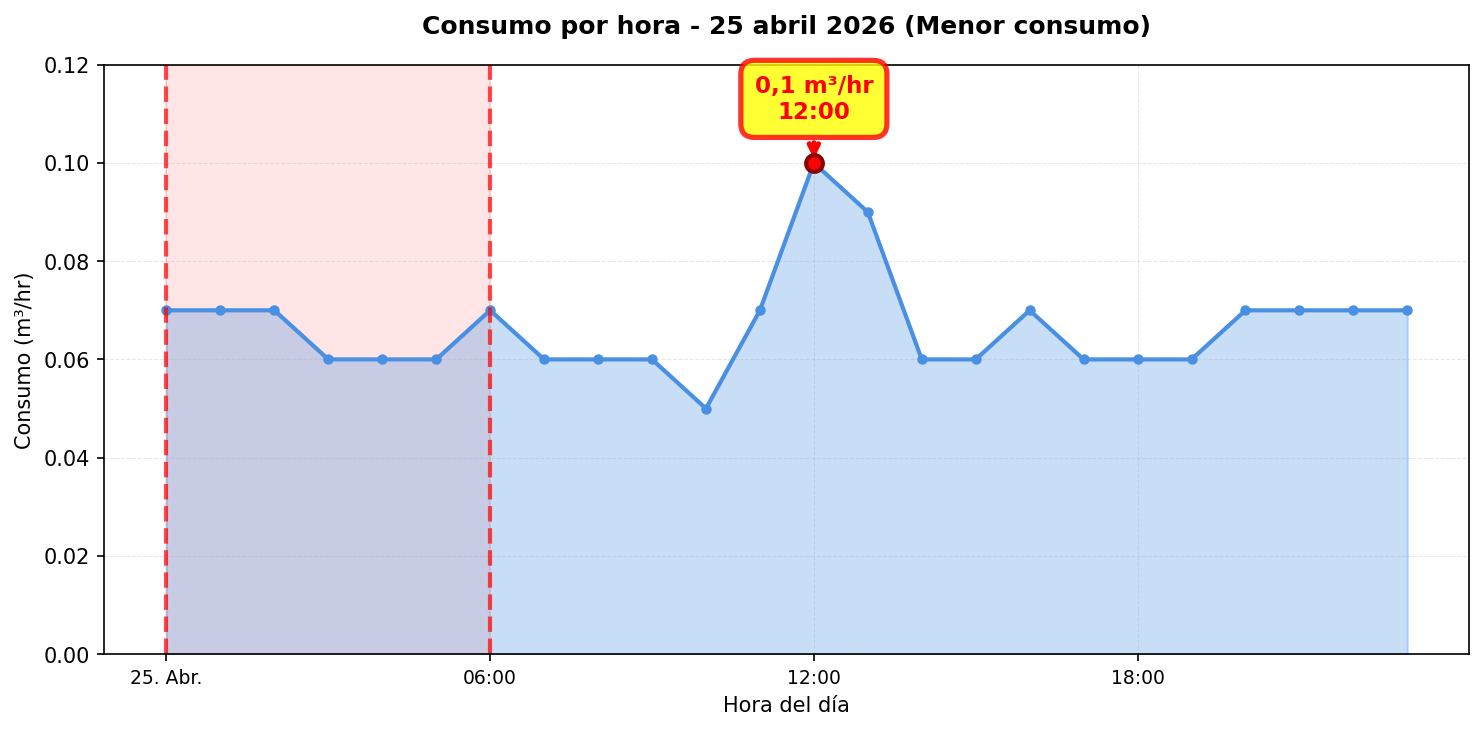 Consumo por hora - 25 abril 2026 (Menor consumo)
0,1 m³/hr
12:00
Consumo (m³/hr)
0.12
0.10
0.08
0.06
0.04
0.02
0.00
25. Abr.
06:00
12:00
18:00
Hora del día